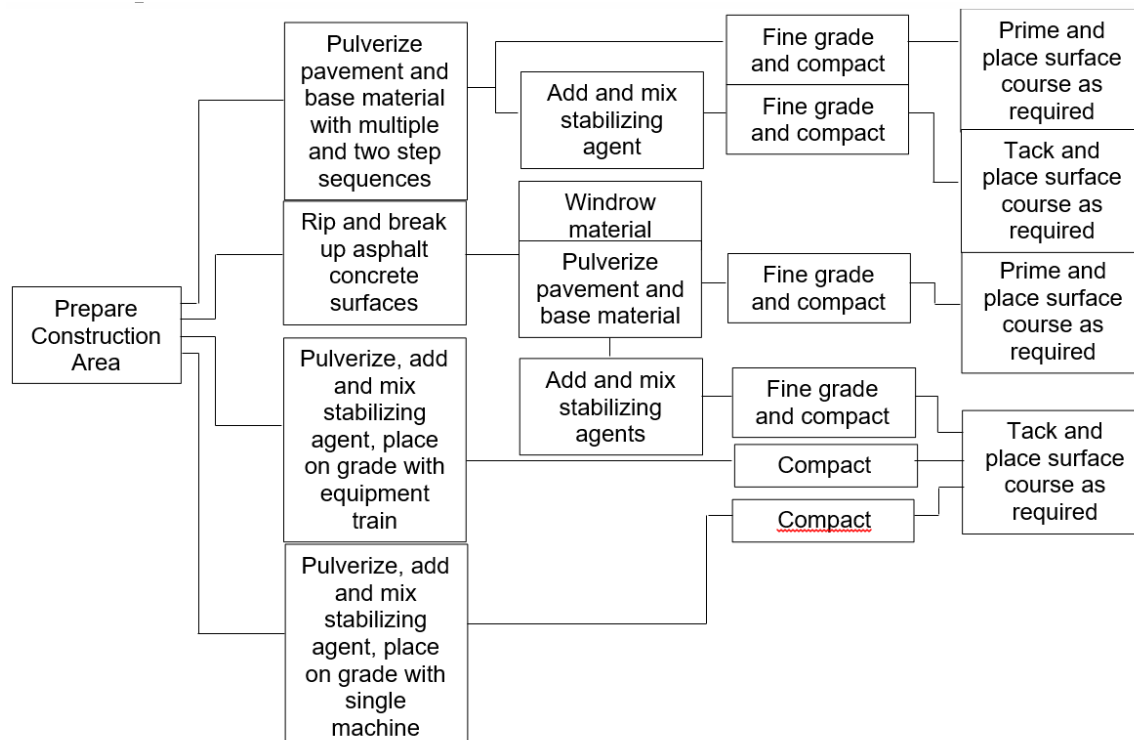 Prepare
Construction
Area
Pulverize
pavement and
base material
with multiple
and two step
sequences
Rip and break
up asphalt
concrete
surfaces
Pulverize, add
and mix
stabilizing
agent, place
on grade with
equipment
train
Pulverize, add
and mix
stabilizing
agent, place
on grade with
single
machine
Add and mix
stabilizing
agent
Windrow
material
Pulverize
pavement and
base material
Add and mix
stabilizing
agents
Fine grade
and compact
Fine grade
and compact
Fine grade
and compact
Fine grade
and compact
Compact
Compact
Prime and
place surface
course as
required
Tack and
place surface
course as
required
Prime and
place surface
course as
required
Tack and
place surface
course as
required